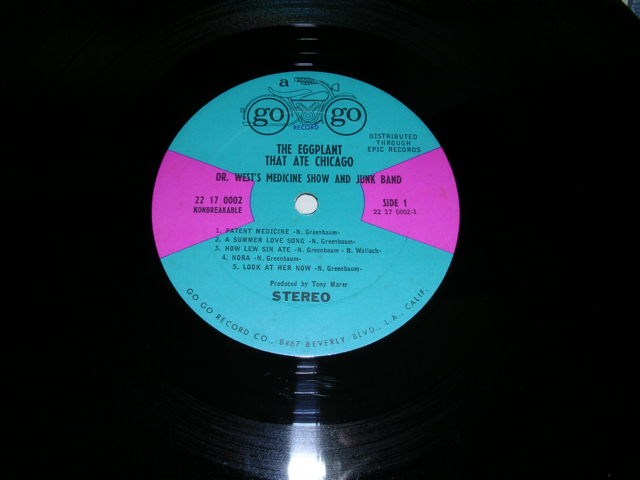 a
go go
RECORD
DISTRIBUTED
THROUGH
EPIC RECORDS
THE EGGPLANT
THAT ATE CHICAGO
DR. WEST'S MEDICINE SHOW AND JUNK BAND
22 17 0002
NONBREAKABLE
SIDE 1
22 17 0002-1
1. PATENT MEDICINE -N. Greenbaum-
2. A SUMMER LOVE SONG -N. Greenbaum-
3. HOW LEW SIN ATE -N. Greenbaum - B. Wallach-
4. NORA -N. Greenbaum-
5. LOOK AT HER NOW -N. Greenbaum-
Produced by Tony Marer
STEREO
GO GO RECORD CO., 8467 BEVERLY BLVD., L.A., CALIF.